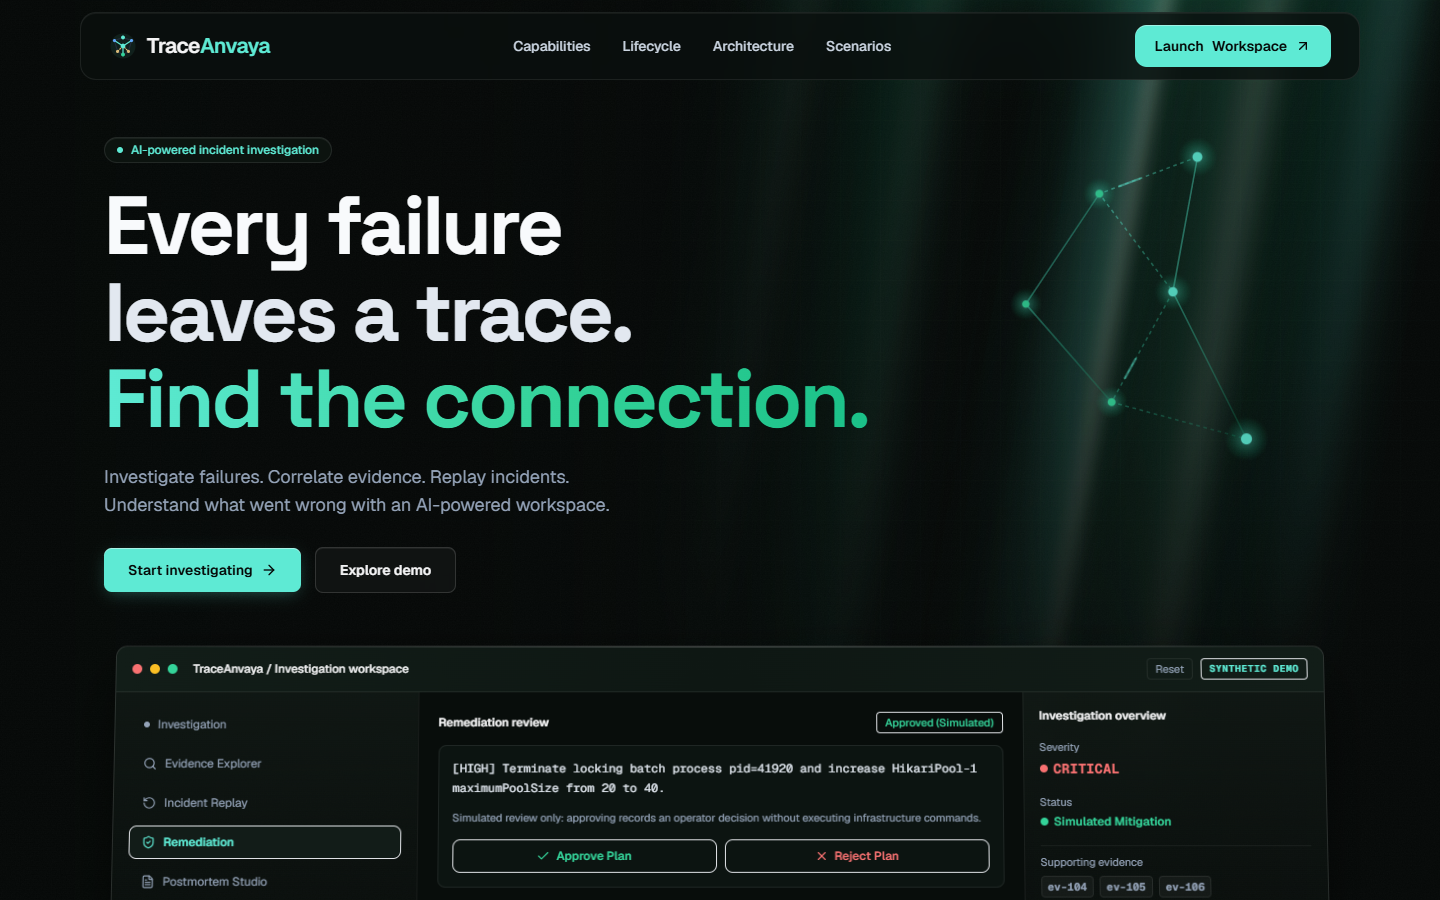 TraceAnvaya
Capabilities
Lifecycle
Architecture
Scenarios
Launch Workspace
AI-powered incident investigation
Every failure
leaves a trace.
Find the connection.
Investigate failures. Correlate evidence. Replay incidents.
Understand what went wrong with an AI-powered workspace.
Start investigating
Explore demo
TraceAnvaya / Investigation workspace
Reset
SYNTHETIC DEMO
Investigation
Evidence Explorer
Incident Replay
Remediation
Postmortem Studio
Remediation review
Approved (Simulated)
[HIGH] Terminate locking batch process pid=41920 and increase HikariPool-1
maximumPoolSize from 20 to 40.
Simulated review only: approving records an operator decision without executing infrastructure commands.
Approve Plan
Reject Plan
Investigation overview
Severity
CRITICAL
Status
Simulated Mitigation
Supporting evidence
ev-104
ev-105
ev-106